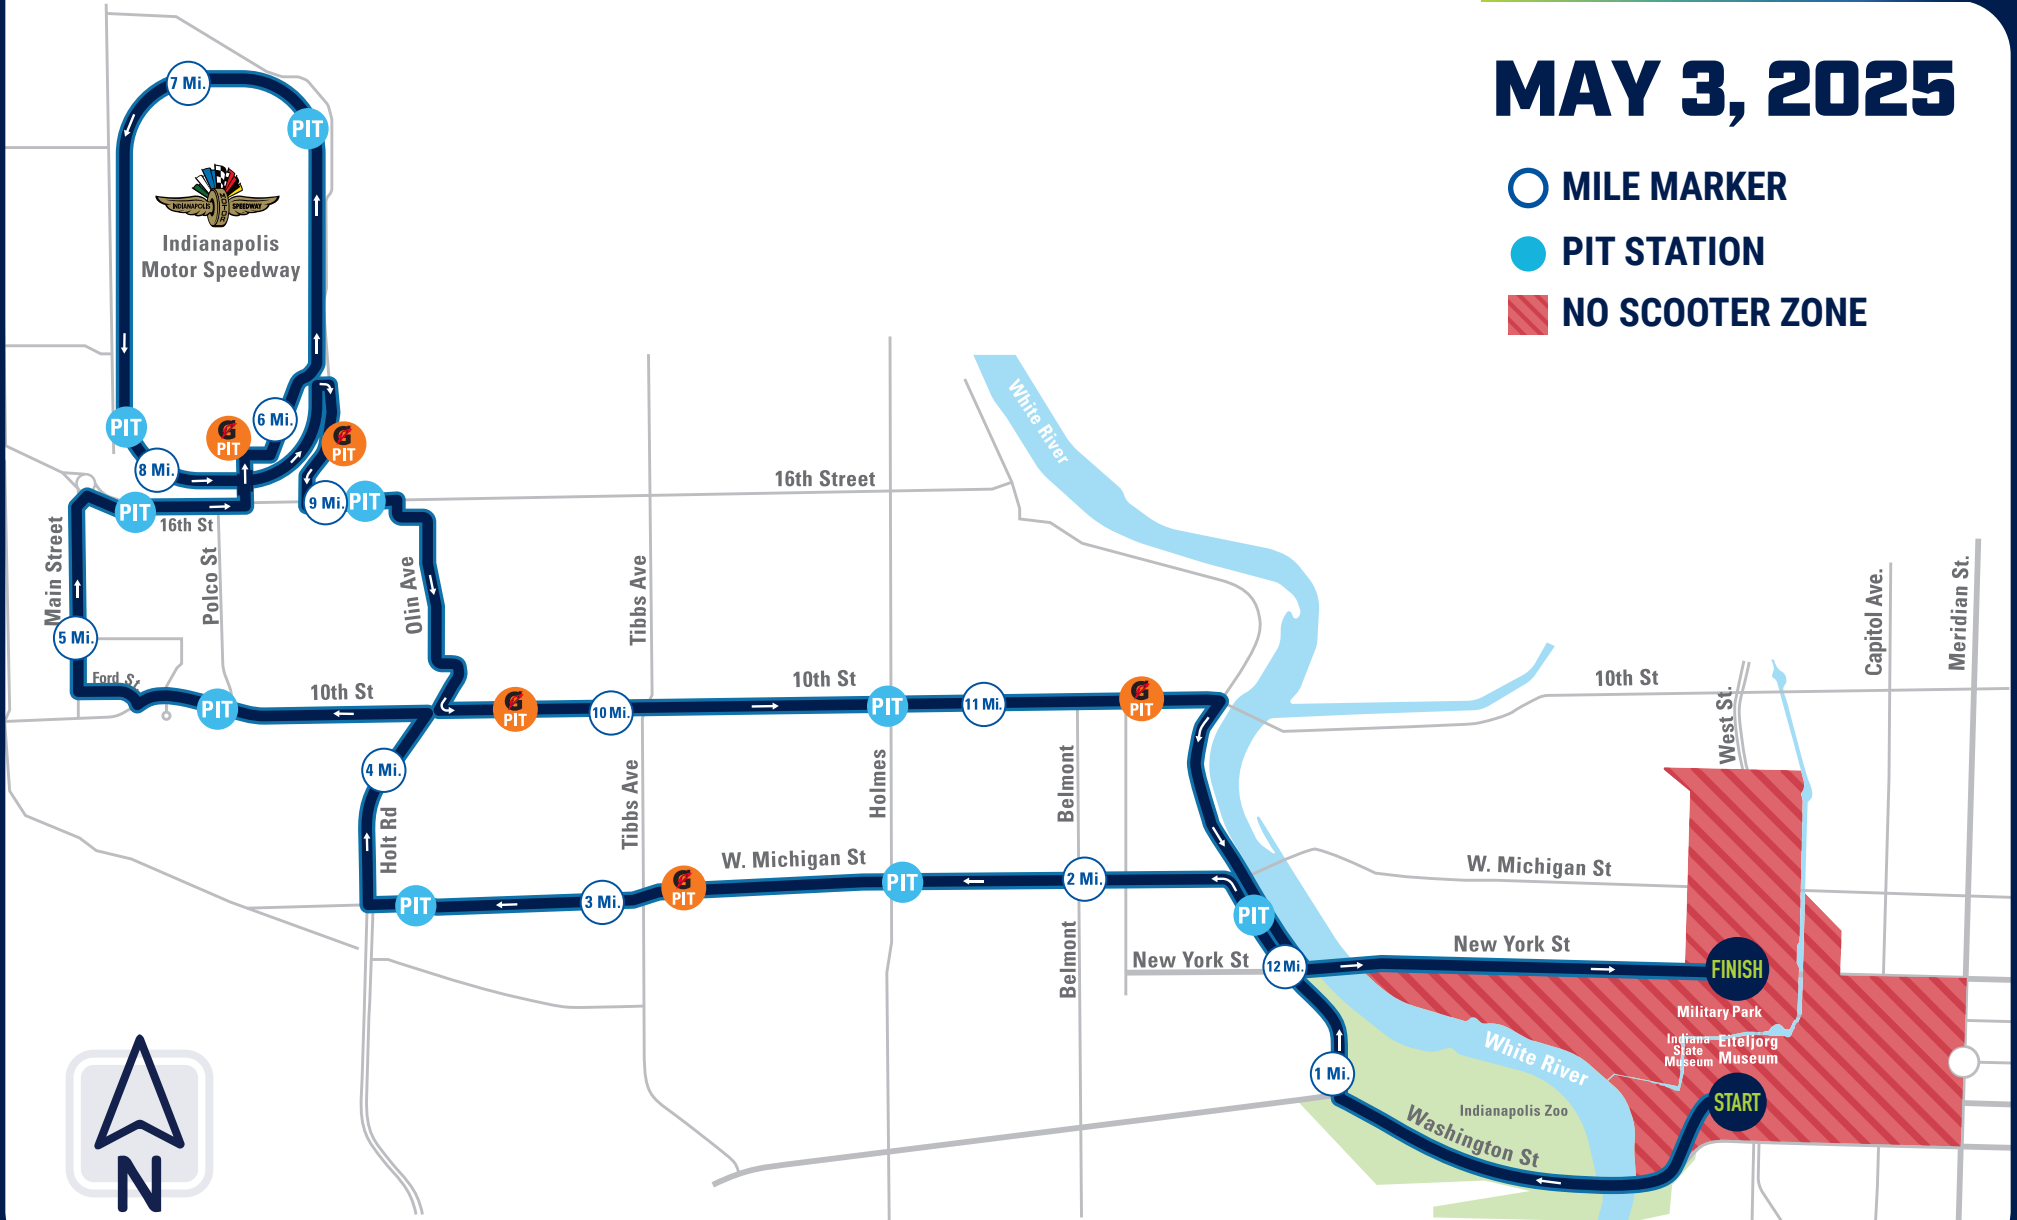 MAY 3, 2025
MILE MARKER
PIT STATION
NO SCOOTER ZONE
7 Mi.
PIT
INDIANAPOLIS
MOTOR
SPEEDWAY
Indianapolis
Motor Speedway
PIT
G
PIT
6 Mi.
G
PIT
8 Mi.
PIT
16th St
9 Mi.
PIT
16th Street
White River
Main Street
Polco St
Olin Ave
Tibbs Ave
Capitol Ave.
Meridian St.
5 Mi.
Ford St.
PIT
10th St
G
PIT
10 Mi.
10th St
PIT
11 Mi.
G
PIT
10th St
West St.
4 Mi.
Holt Rd
Tibbs Ave
Holmes
Belmont
PIT
3 Mi.
G
PIT
W. Michigan St
PIT
2 Mi.
W. Michigan St
PIT
Belmont
New York St
12 Mi.
New York St
FINISH
Military Park
Indiana
State
Museum
Eiteljorg
Museum
White River
1 Mi.
START
Indianapolis Zoo
Washington St
N